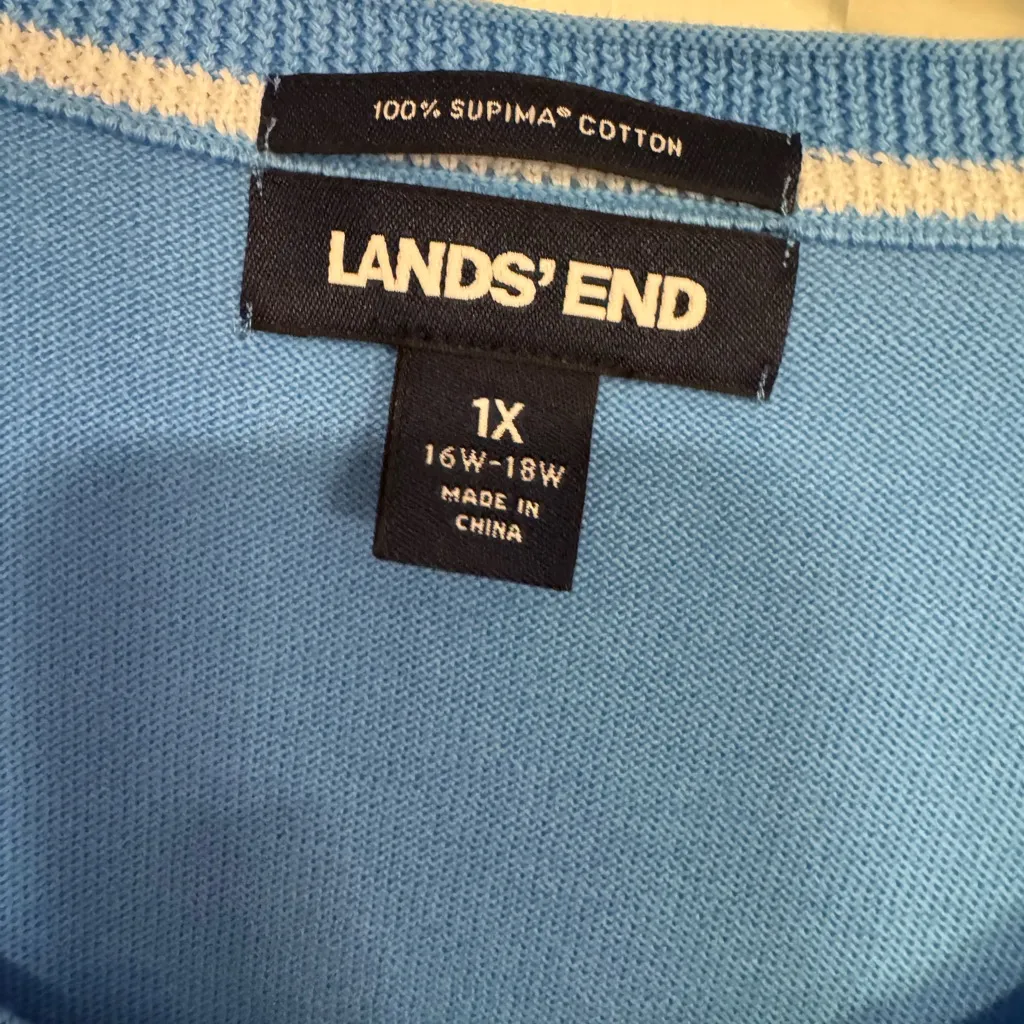 100% SUPIMA® COTTON
LANDS' END
1X
16W-18W
MADE IN
CHINA